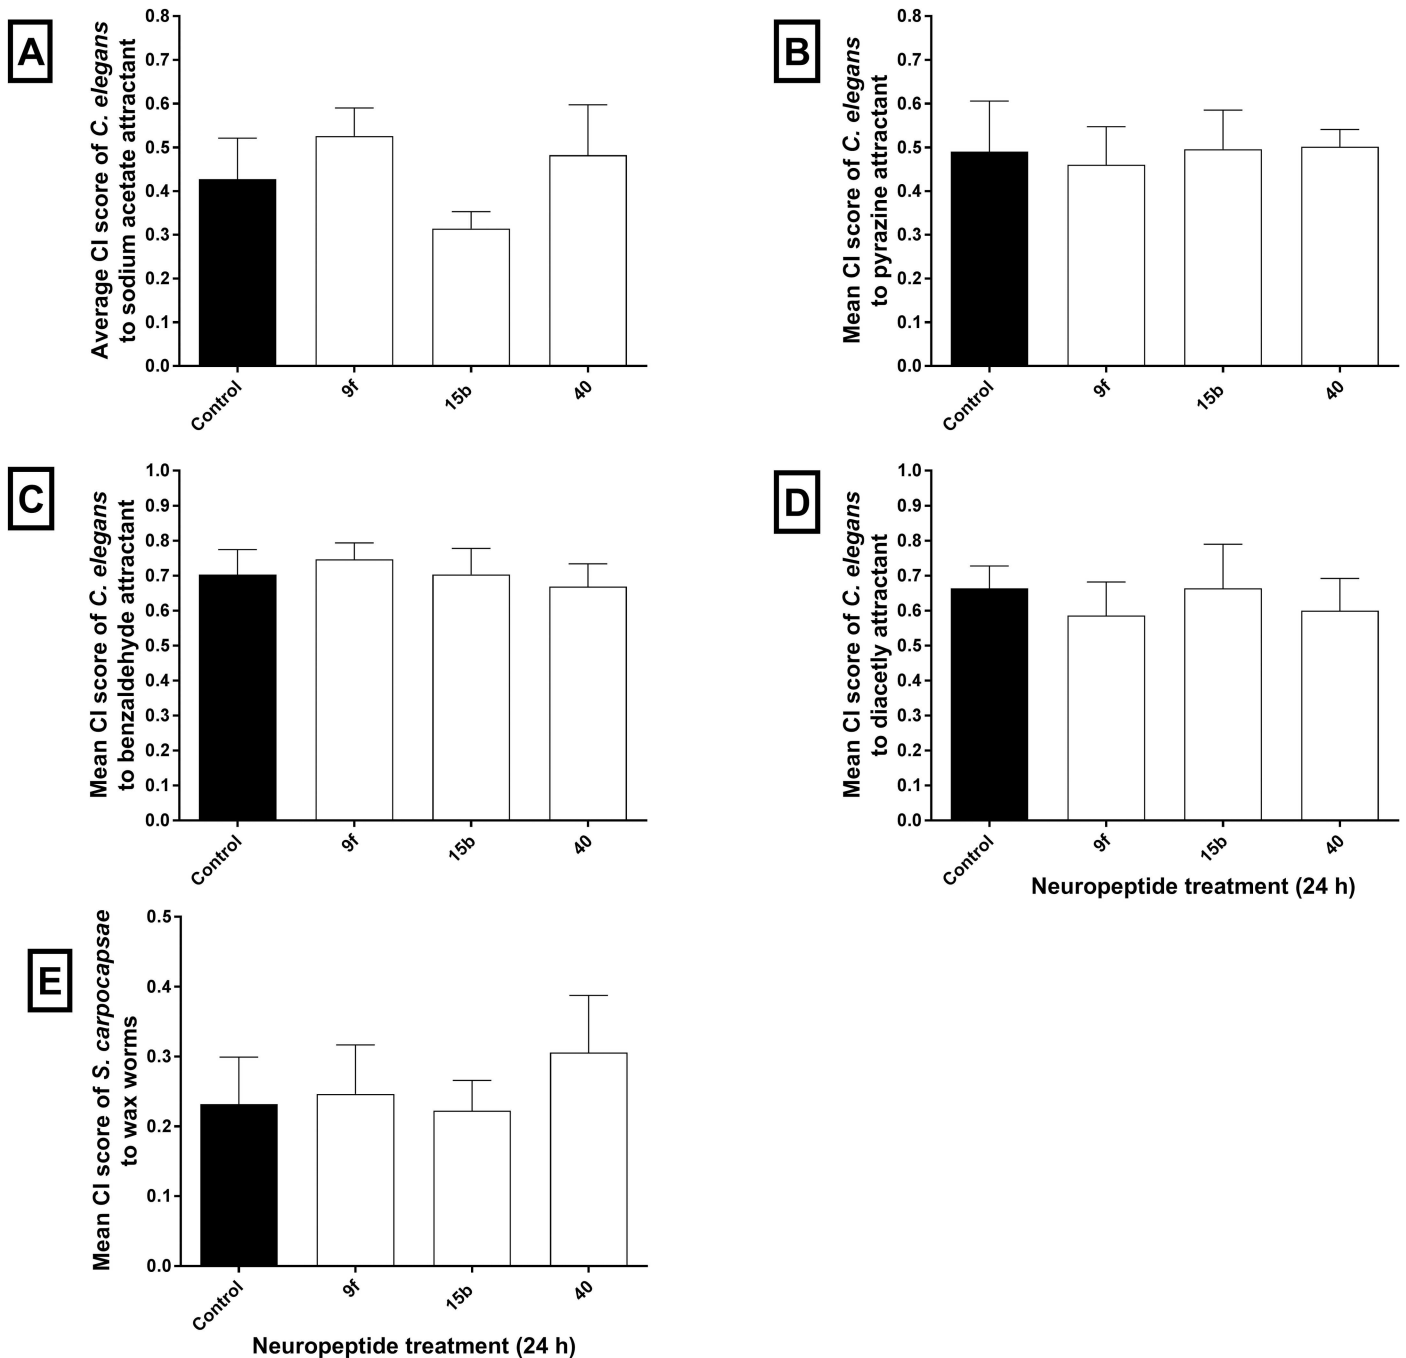 A
Average CI score of C. elegans
to sodium acetate attractant
0.8
0.7
0.6
0.5
0.4
0.3
0.2
0.1
0.0
Control
9f
15b
40
B
Mean CI score of C. elegans
to pyrazine attractant
0.8
0.7
0.6
0.5
0.4
0.3
0.2
0.1
0.0
Control
9f
15b
40
C
Mean CI score of C. elegans
to benzaldehyde attractant
1.0
0.9
0.8
0.7
0.6
0.5
0.4
0.3
0.2
0.1
0.0
Control
9f
15b
40
D
Mean CI score of C. elegans
to diacetly attractant
1.0
0.9
0.8
0.7
0.6
0.5
0.4
0.3
0.2
0.1
0.0
Control
9f
15b
40
Neuropeptide treatment (24 h)
E
Mean CI score of S. carpocapsae
to wax worms
0.5
0.4
0.3
0.2
0.1
0.0
Control
9f
15b
40
Neuropeptide treatment (24 h)